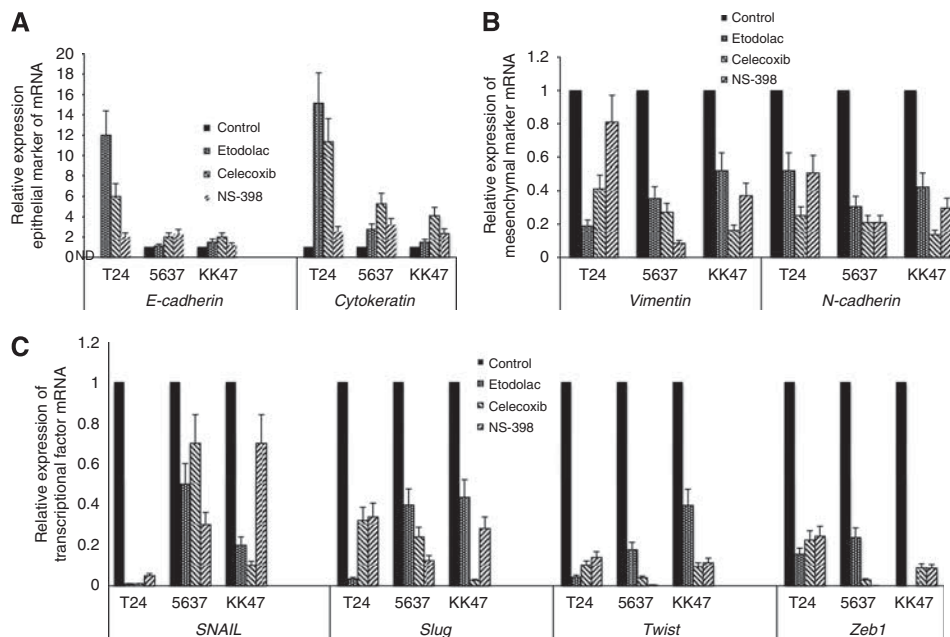 A
Relative expression
epithelial marker of mRNA
20
18
16
14
12
10
8
6
4
2
0
ND
Control
Etodolac
Celecoxib
NS-398
T24 5637 KK47 T24 5637 KK47
E-cadherin Cytokeratin
B
Relative expression of
mesenchymal marker mRNA
1.2
1
0.8
0.6
0.4
0.2
0
Control
Etodolac
Celecoxib
NS-398
T24 5637 KK47 T24 5637 KK47
Vimentin N-cadherin
C
Relative expression of
transcriptional factor mRNA
1.2
1
0.8
0.6
0.4
0.2
0
Control
Etodolac
Celecoxib
NS-398
T24 5637 KK47 T24 5637 KK47 T24 5637 KK47 T24 5637 KK47
SNAIL Slug Twist Zeb1